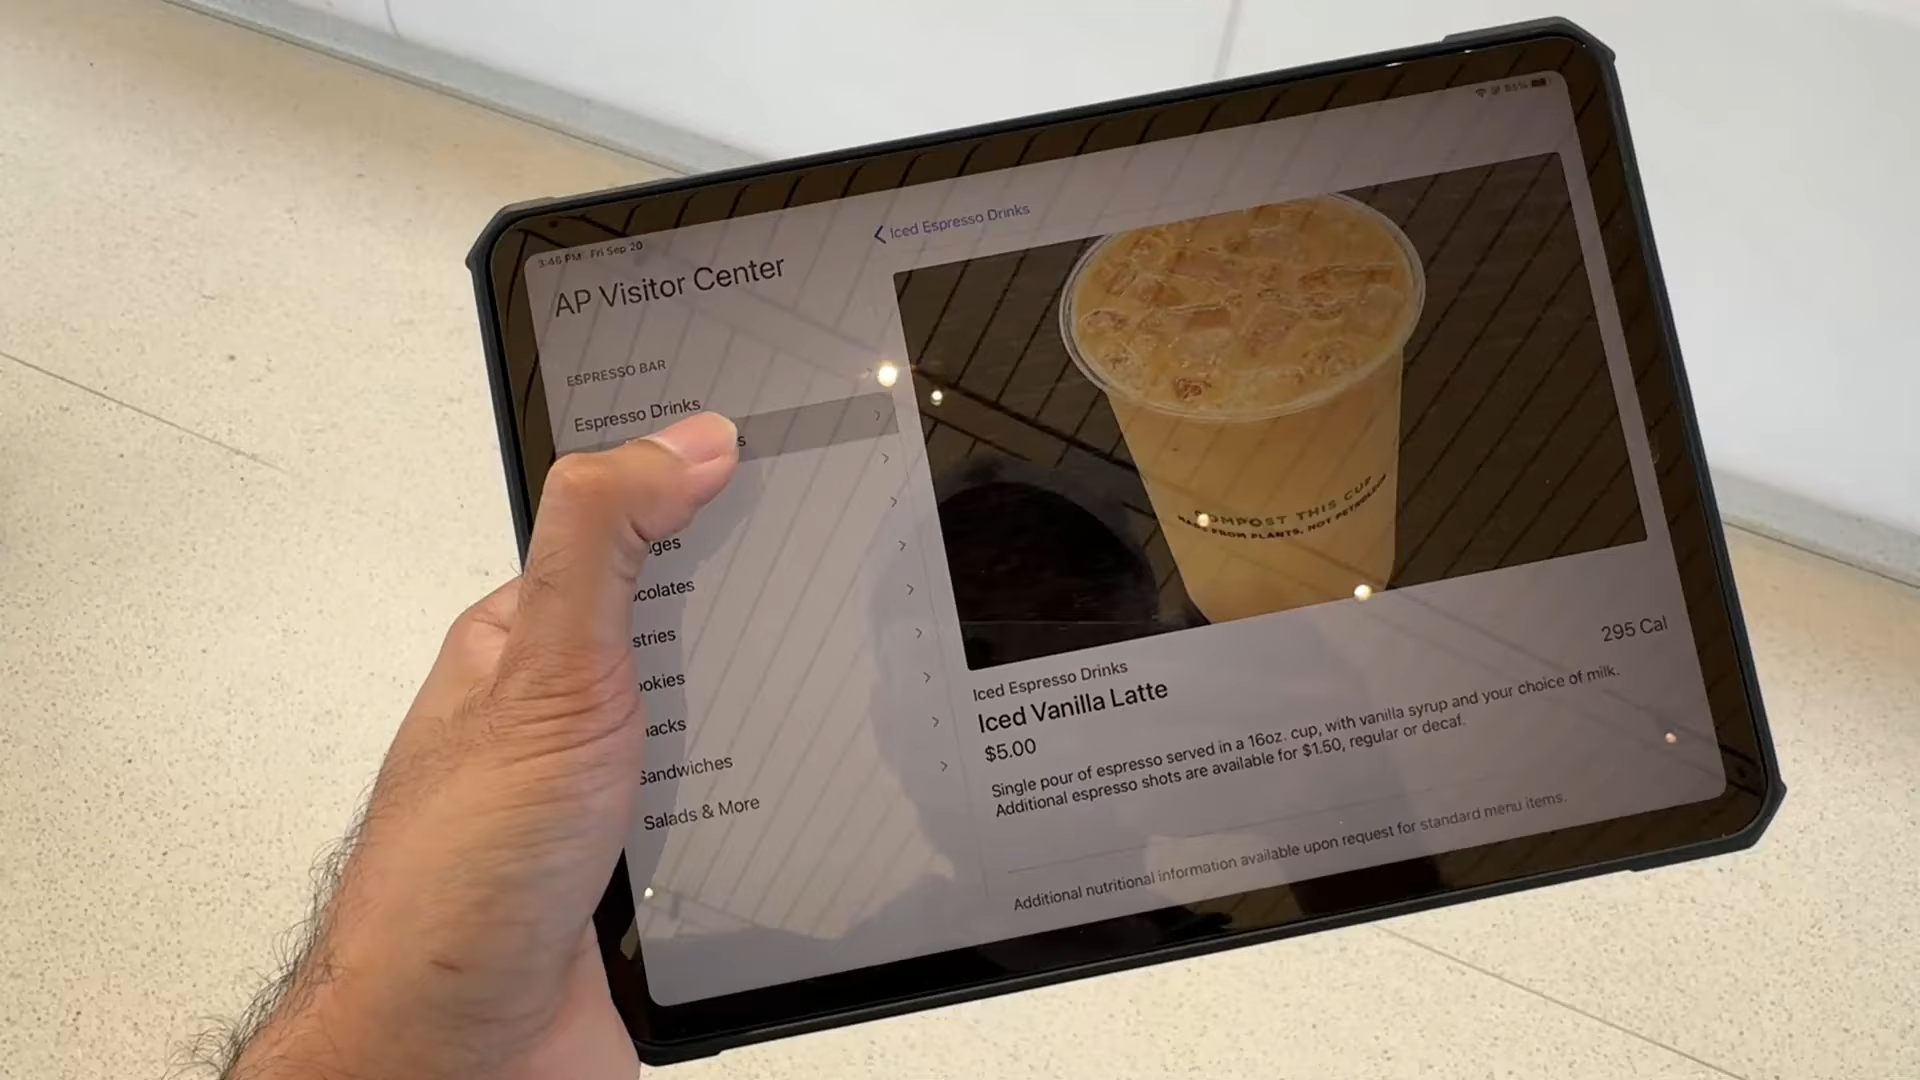 3:46 PM Fri Sep 20
AP Visitor Center
ESPRESSO BAR
Espresso Drinks
s
ges
colates
stries
okies
acks
Sandwiches
Salads & More
Iced Espresso Drinks
COMPOST THIS CUP
MADE FROM PLANTS, NOT PETROLEUM
Iced Espresso Drinks
295 Cal
Iced Vanilla Latte
$5.00
Single pour of espresso served in a 16oz. cup, with vanilla syrup and your choice of milk.
Additional espresso shots are available for $1.50, regular or decaf.
Additional nutritional information available upon request for standard menu items.